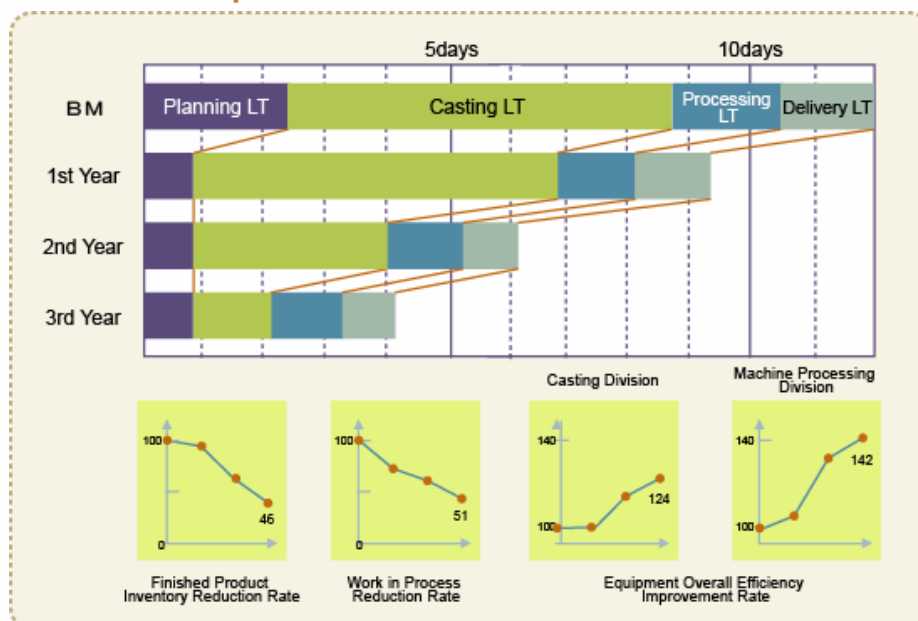 5days 10days
BM Planning LT Casting LT Processing LT Delivery LT
1st Year
2nd Year
3rd Year
Casting Division
Machine Processing
Division
100
0
46
100
0
51
140
100
124
140
100
142
Finished Product
Inventory Reduction Rate
Work in Process
Reduction Rate
Equipment Overall Efficiency
Improvement Rate